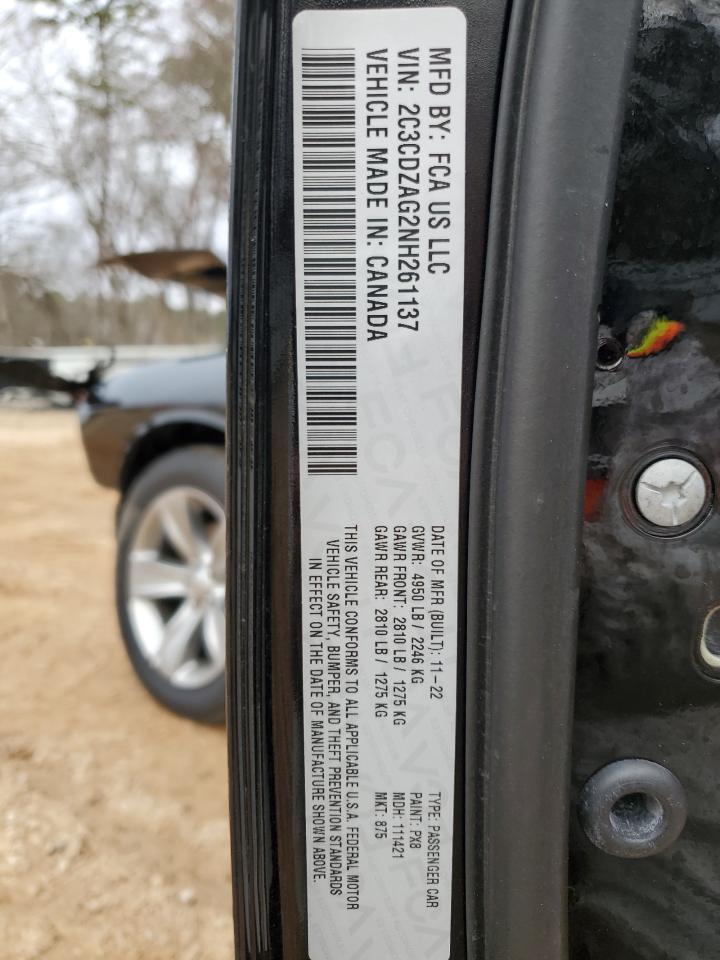 MFD BY: FCA US LLC
VIN: 2C3CDZAG2NH261137
VEHICLE MADE IN: CANADA
DATE OF MFR (BUILT): 11-22
GVWR: 4950 LB / 2246 KG
GAWR FRONT: 2810 LB / 1275 KG
GAWR REAR: 2810 LB / 1275 KG
TYPE: PASSENGER CAR
PAINT: PX8
MDH: 111421
MKT: 875
THIS VEHICLE CONFORMS TO ALL APPLICABLE U.S.A. FEDERAL MOTOR
VEHICLE SAFETY, BUMPER, AND THEFT PREVENTION STANDARDS
IN EFFECT ON THE DATE OF MANUFACTURE SHOWN ABOVE.